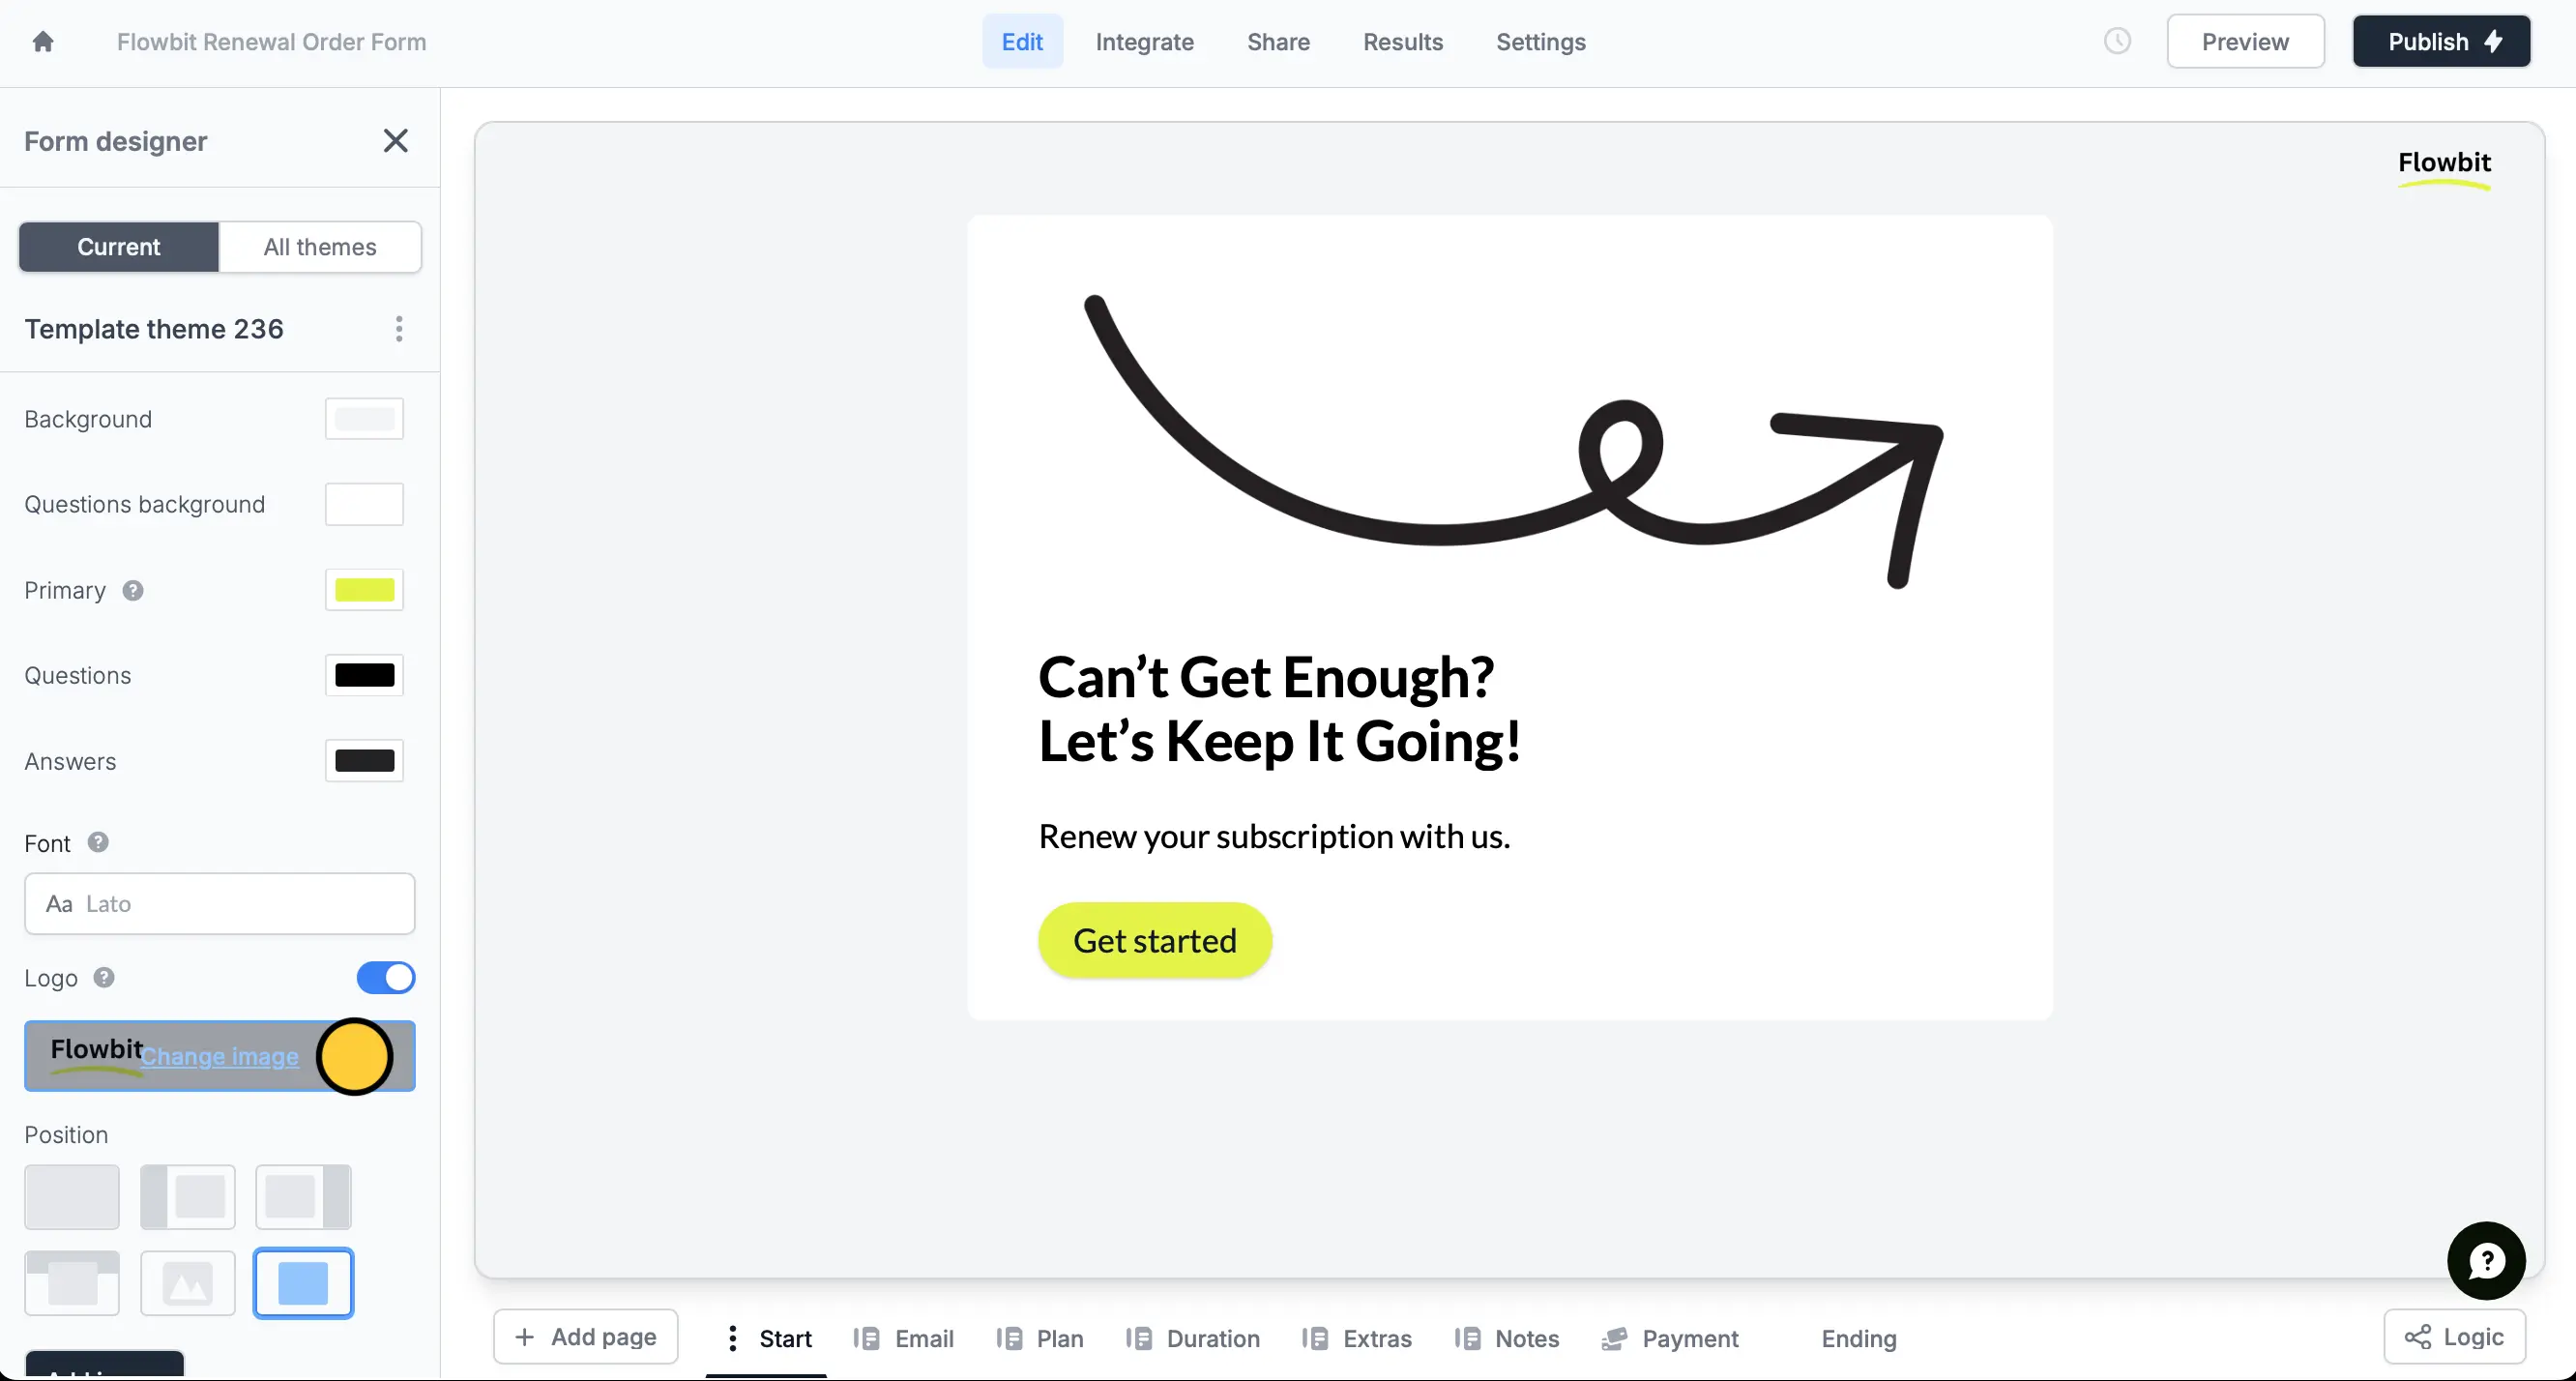 Flowbit Renewal Order Form
Edit
Integrate
Share
Results
Settings
Preview
Publish
Form designer
Current
All themes
Template theme 236
Background
Questions background
Primary ?
Questions
Answers
Font ?
Aa Lato
Logo ?
Flowbit
Change image
Position
Flowbit
Can’t Get Enough?
Let’s Keep It Going!
Renew your subscription with us.
Get started
?
+ Add page
Start
Email
Plan
Duration
Extras
Notes
Payment
Ending
Logic